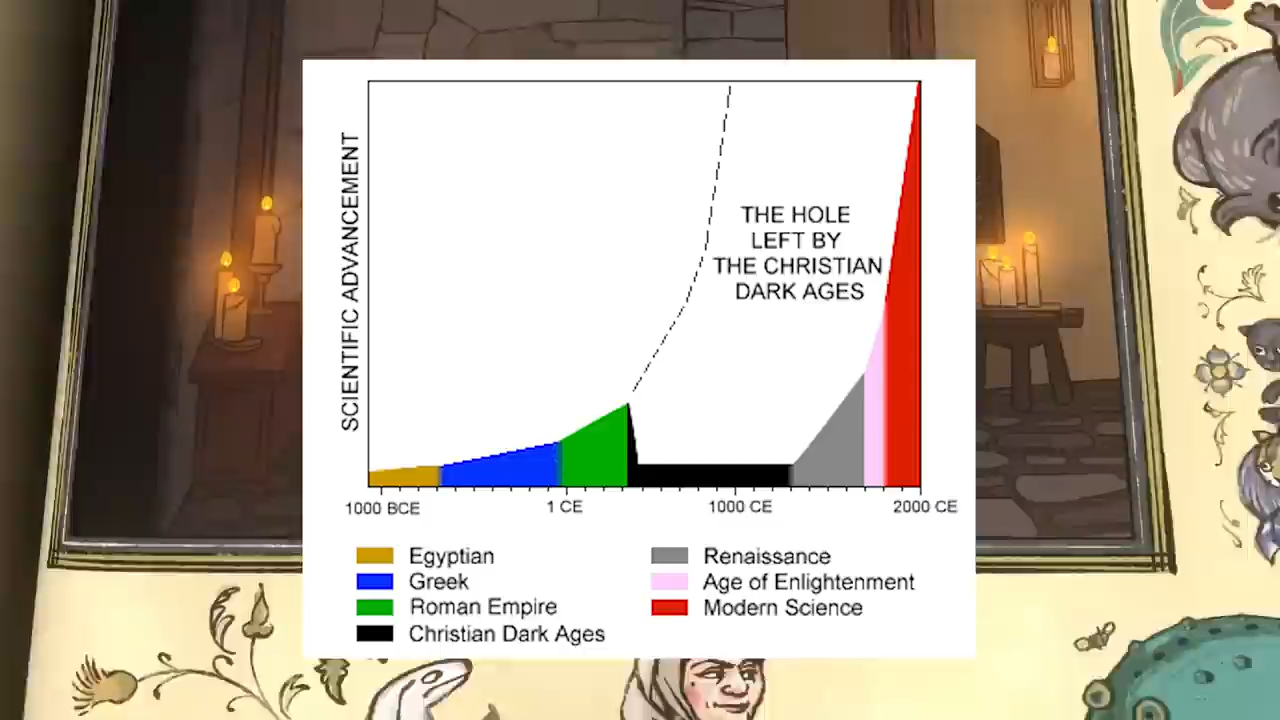 SCIENTIFIC ADVANCEMENT
THE HOLE
LEFT BY
THE CHRISTIAN
DARK AGES
1000 BCE
1 CE
1000 CE
2000 CE
Egyptian
Greek
Roman Empire
Christian Dark Ages
Renaissance
Age of Enlightenment
Modern Science